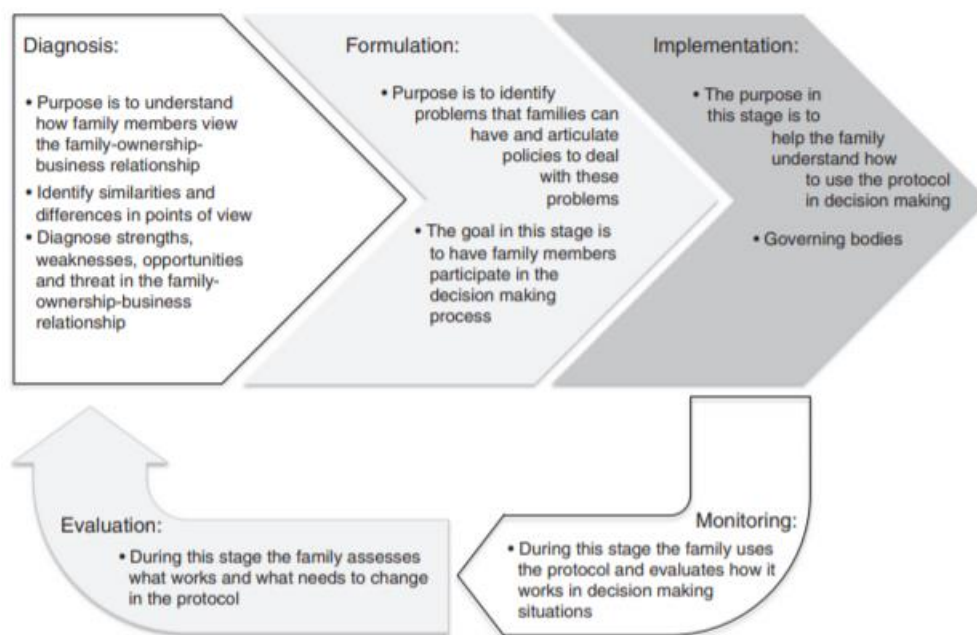 Diagnosis:
• Purpose is to understand
how family members view
the family-ownership-
business relationship
• Identify similarities and
differences in points of view
• Diagnose strengths,
weaknesses, opportunities
and threat in the family-
ownership-business
relationship
Formulation:
• Purpose is to identify
problems that families can
have and articulate
policies to deal
with these
problems
• The goal in this stage is
to have family members
participate in the
decision making
process
Implementation:
• The purpose in
this stage is to
help the family
understand how
to use the protocol
in decision making
• Governing bodies
Monitoring:
• During this stage the family uses
the protocol and evaluates how it
works in decision making
situations
Evaluation:
• During this stage the family assesses
what works and what needs to change
in the protocol